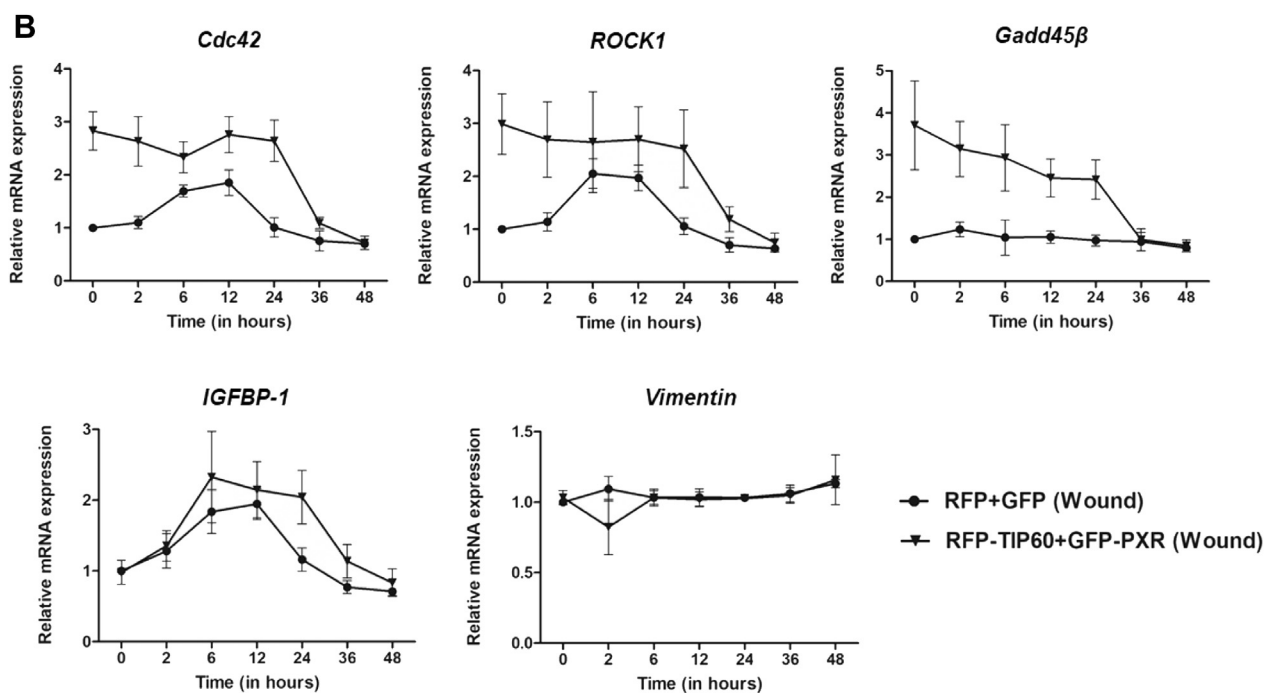 B
Cdc42
Relative mRNA expression
4
3
2
1
0
0 2 6 12 24 36 48
Time (in hours)
ROCK1
Relative mRNA expression
4
3
2
1
0
0 2 6 12 24 36 48
Time (in hours)
Gadd45β
Relative mRNA expression
5
4
3
2
1
0
0 2 6 12 24 36 48
Time (in hours)
IGFBP-1
Relative mRNA expression
3
2
1
0
0 2 6 12 24 36 48
Time (in hours)
Vimentin
Relative mRNA expression
1.5
1.0
0.5
0.0
0 2 6 12 24 36 48
Time (in hours)
RFP+GFP (Wound)
RFP-TIP60+GFP-PXR (Wound)